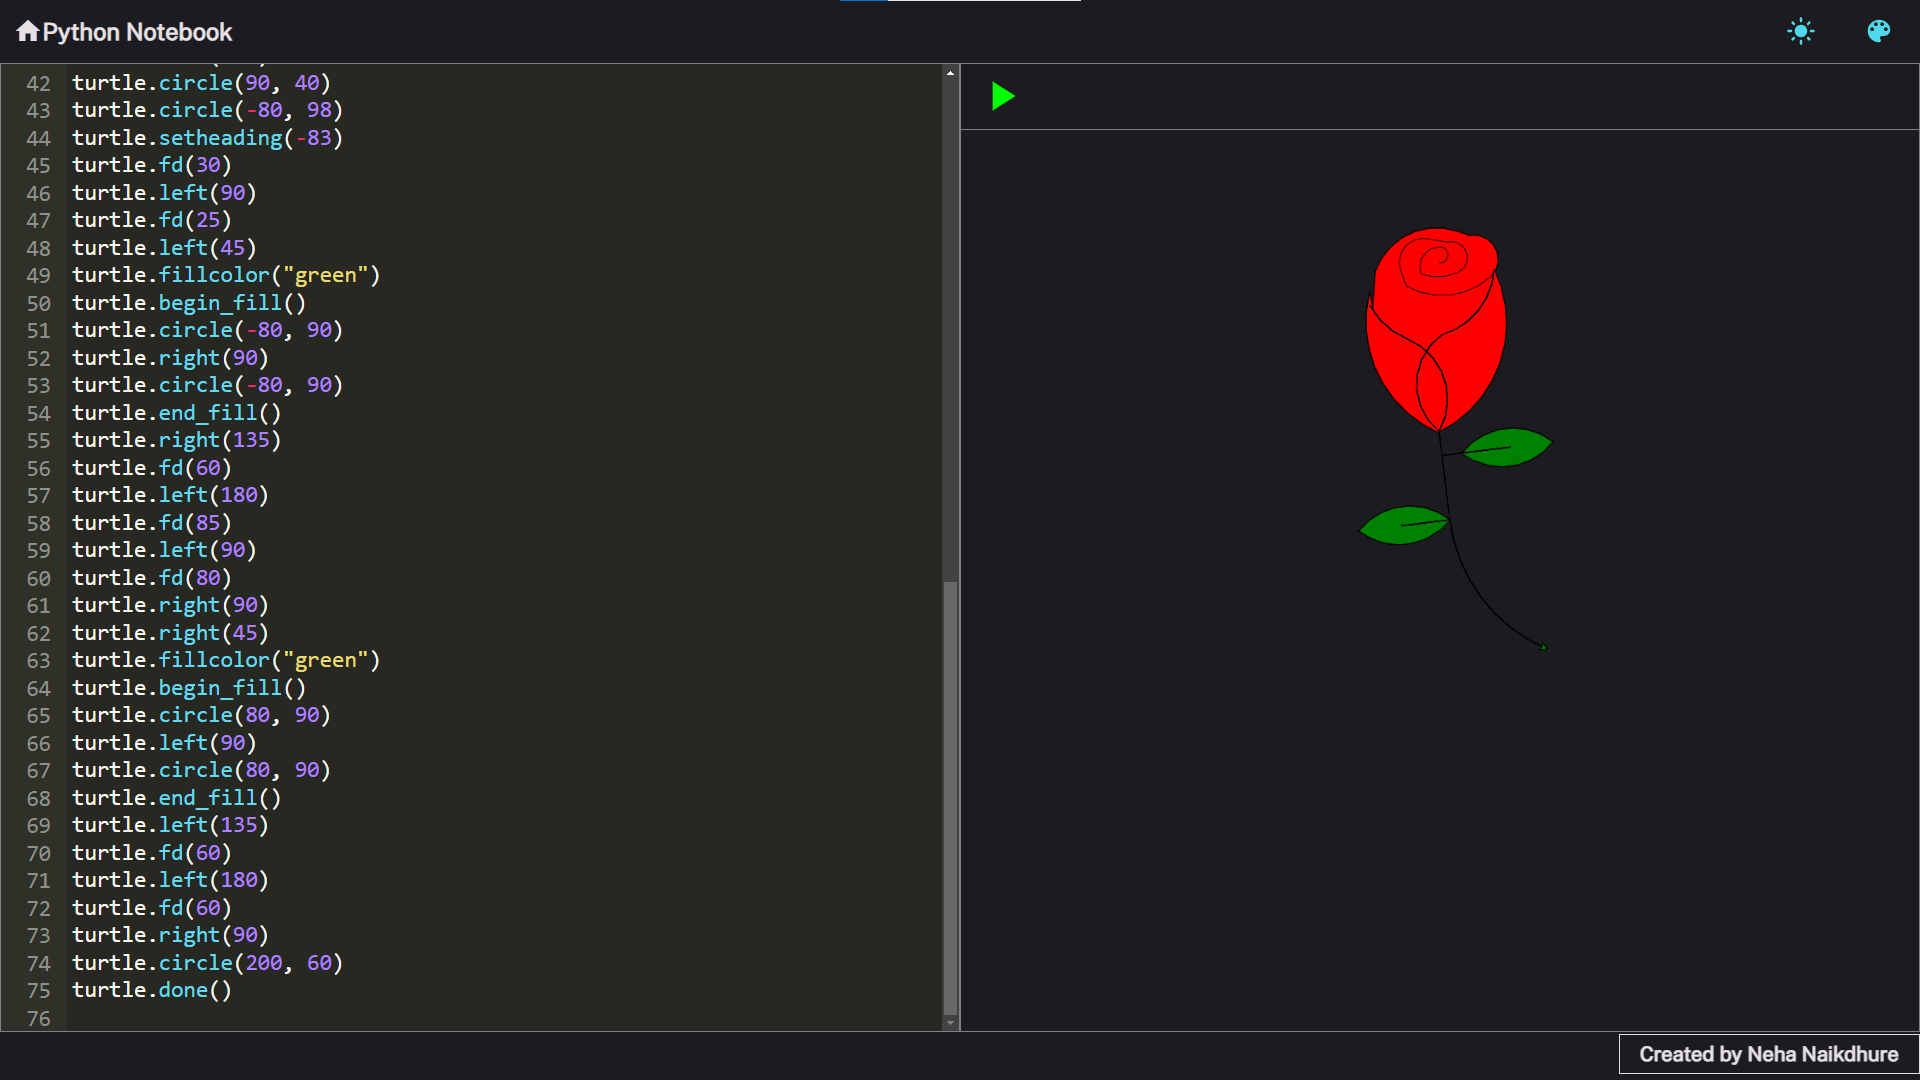 Python Notebook
42 turtle.circle(90, 40)
43 turtle.circle(-80, 98)
44 turtle.setheading(-83)
45 turtle.fd(30)
46 turtle.left(90)
47 turtle.fd(25)
48 turtle.left(45)
49 turtle.fillcolor("green")
50 turtle.begin_fill()
51 turtle.circle(-80, 90)
52 turtle.right(90)
53 turtle.circle(-80, 90)
54 turtle.end_fill()
55 turtle.right(135)
56 turtle.fd(60)
57 turtle.left(180)
58 turtle.fd(85)
59 turtle.left(90)
60 turtle.fd(80)
61 turtle.right(90)
62 turtle.right(45)
63 turtle.fillcolor("green")
64 turtle.begin_fill()
65 turtle.circle(80, 90)
66 turtle.left(90)
67 turtle.circle(80, 90)
68 turtle.end_fill()
69 turtle.left(135)
70 turtle.fd(60)
71 turtle.left(180)
72 turtle.fd(60)
73 turtle.right(90)
74 turtle.circle(200, 60)
75 turtle.done()
76
Created by Neha Naikdhure